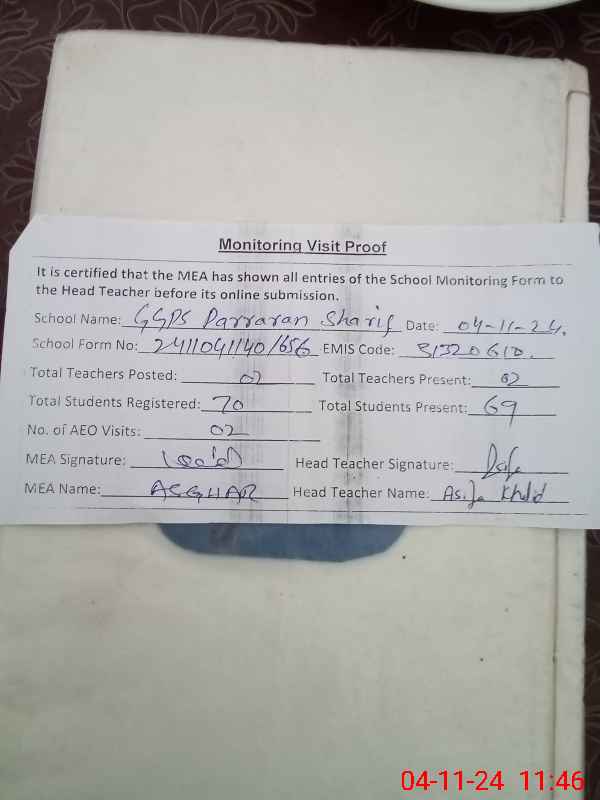 Monitoring Visit Proof
It is certified that the MEA has shown all entries of the School Monitoring Form to
the Head Teacher before its online submission.
School Name: GGPS Parraran Sharif Date: 04-11-24.
School Form No: 2411041140/656 EMIS Code: 31320610.
Total Teachers Posted: 02 Total Teachers Present: 02
Total Students Registered: 70 Total Students Present: 69
No. of AEO Visits: 02
MEA Signature: Head Teacher Signature:
MEA Name: ASGHAR Head Teacher Name: Asifa Khalid
04-11-24 11:46